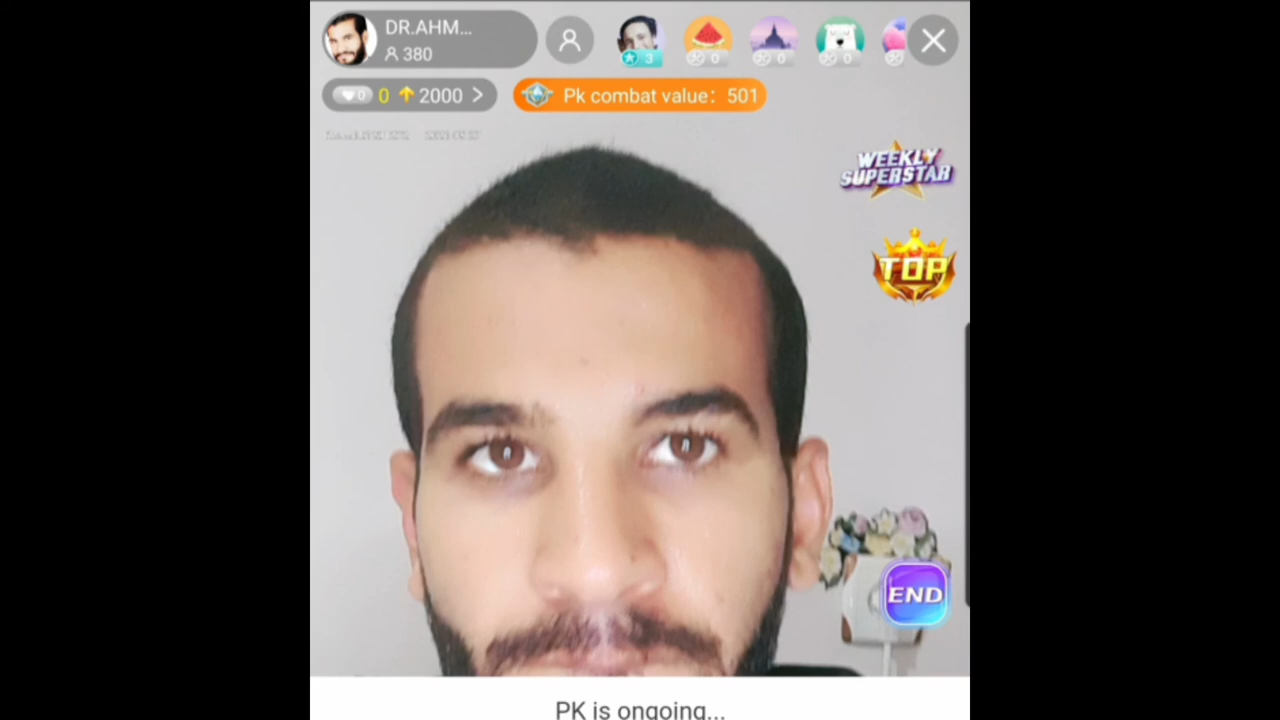 DR.AHM...
380
3
0
0
0
0
0
2000
Pk combat value: 501
WEEKLY
SUPERSTAR
TOP
END
PK is ongoing...